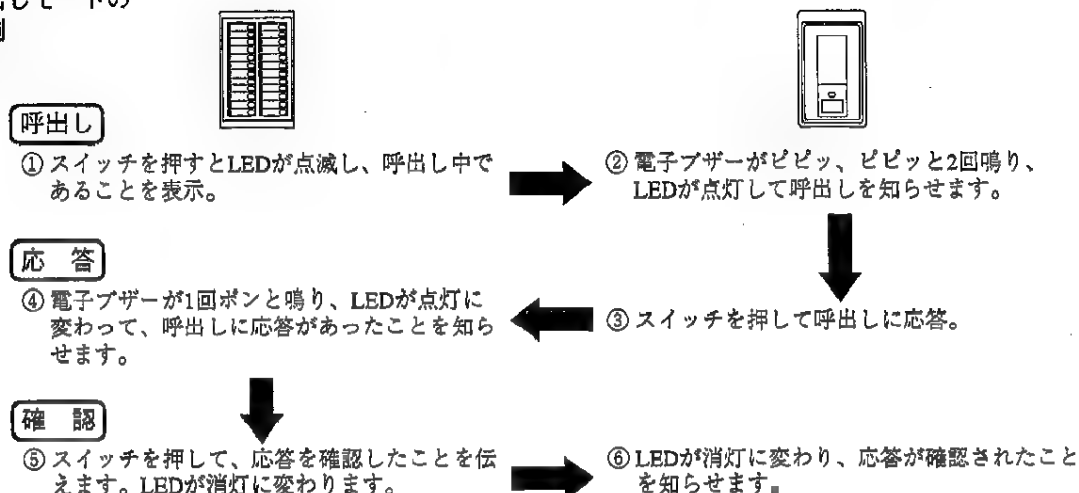 出しモードの
呼出し
①スイッチを押すとLEDが点滅し、呼出し中で
あることを表示。
②電子ブザーがピピッ、ピピッと2回鳴り、
LEDが点灯して呼出しを知らせます。
応 答
④電子ブザーが1回ポンと鳴り、LEDが点灯に
変わって、呼出しに応答があったことを知ら
せます。
③スイッチを押して呼出しに応答。
確 認
⑤スイッチを押して、応答を確認したことを伝
えます。LEDが消灯に変わります。
⑥LEDが消灯に変わり、応答が確認されたこと
を知らせます。